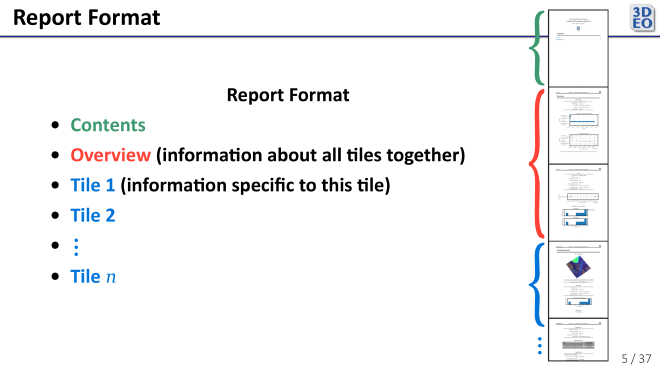 Report Format
3D
EO
Report Format
• Contents
• Overview (information about all tiles together)
• Tile 1 (information specific to this tile)
• Tile 2
• ⋮
• Tile n
⋮
5 / 37